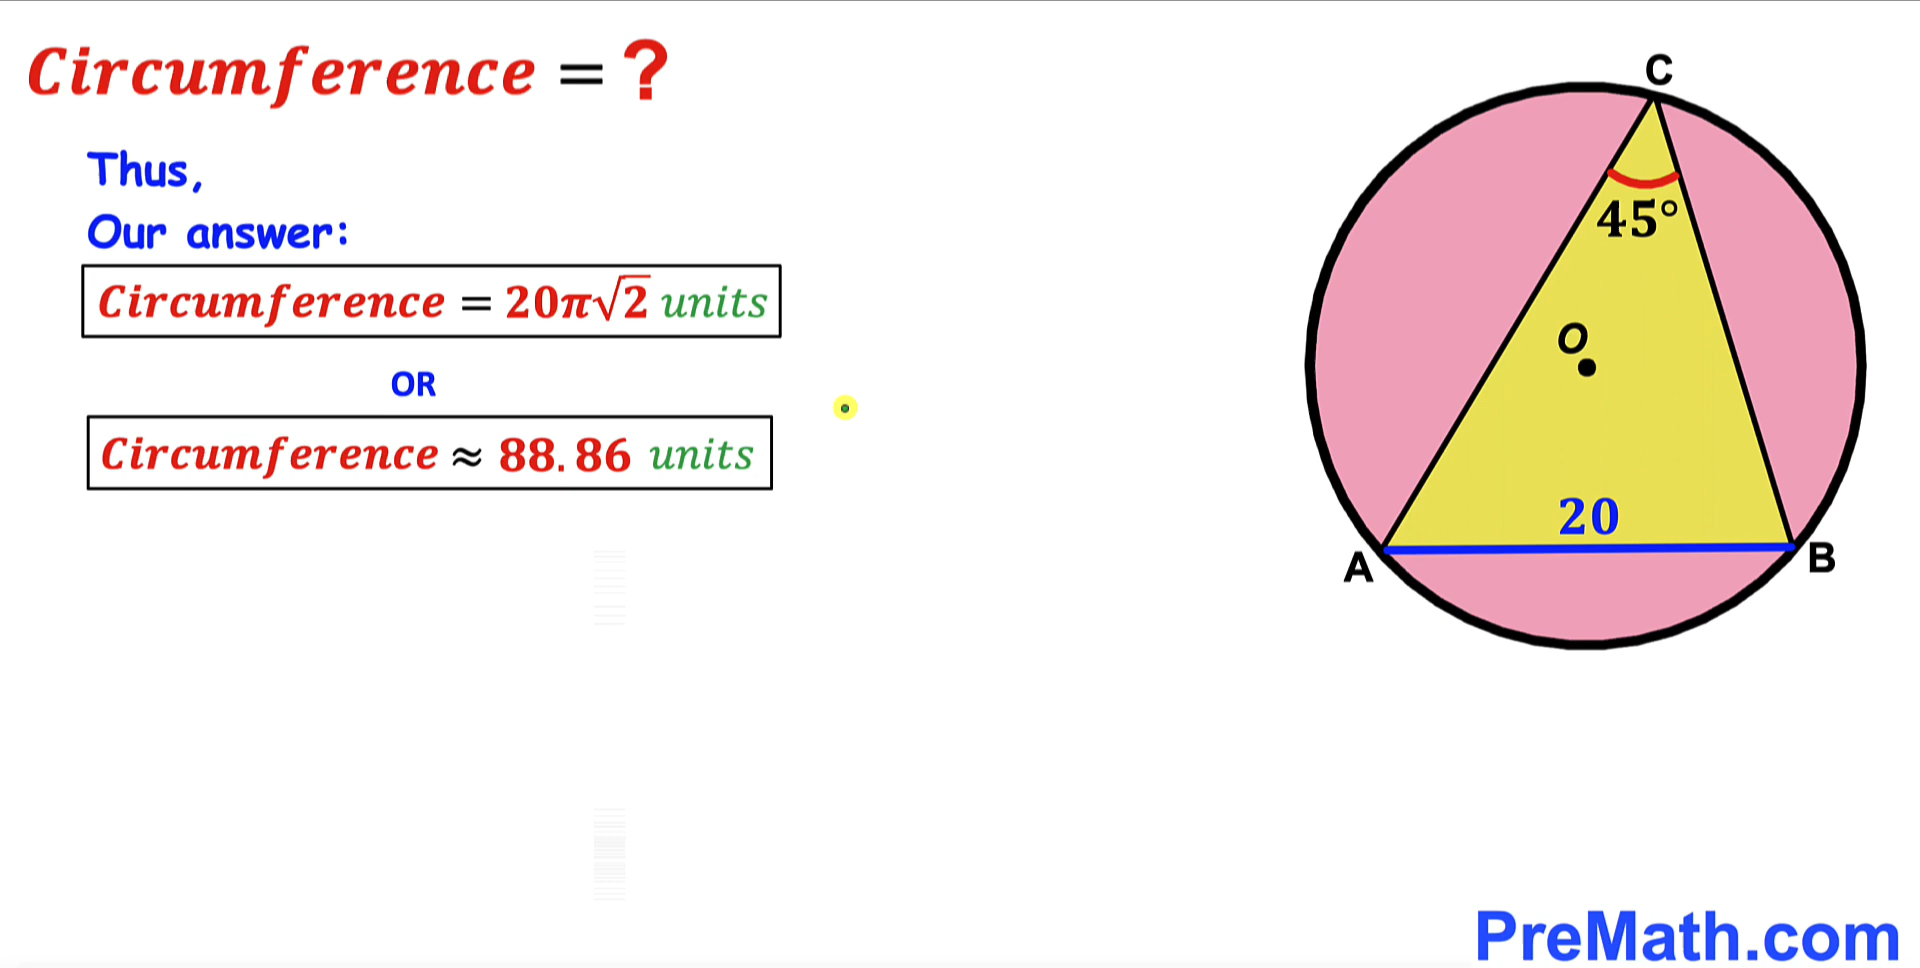 Circumference = ?
Thus,
Our answer:
Circumference = 20π√2 units
OR
Circumference ≈ 88.86 units
C
45°
O
20
A
B
PreMath.com